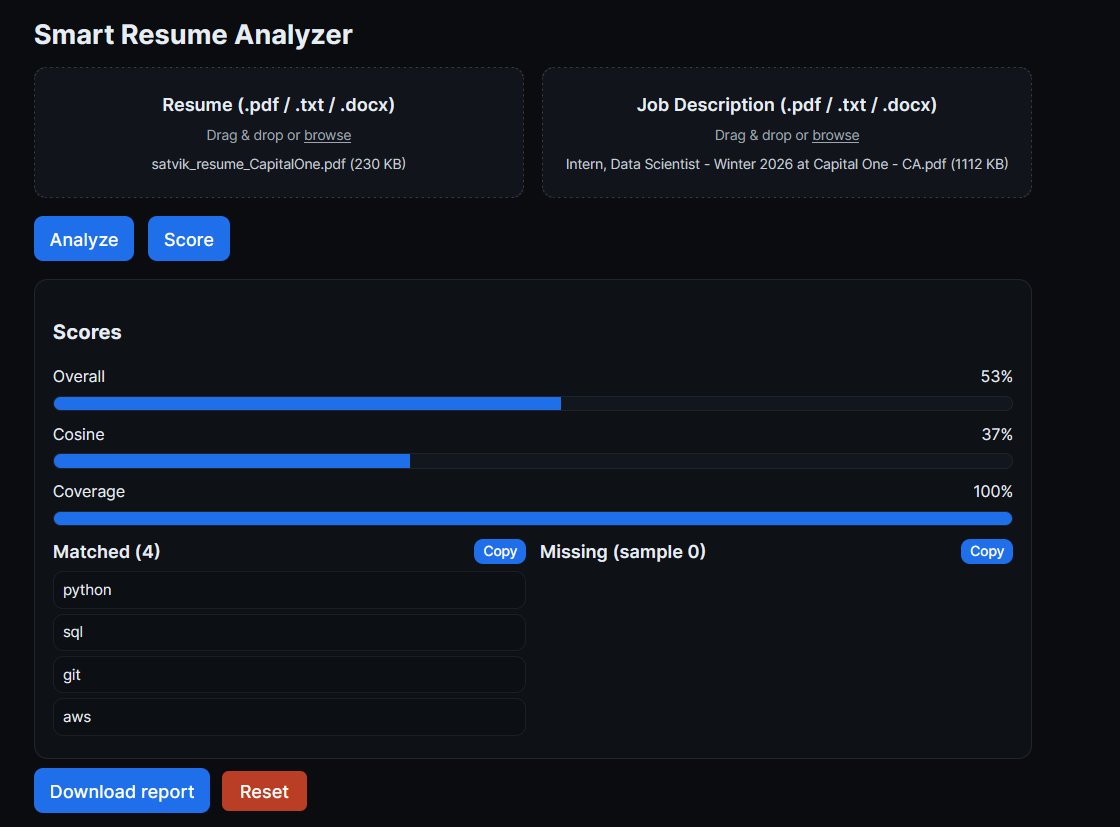 Smart Resume Analyzer
Resume (.pdf / .txt / .docx)
Drag & drop or browse
satvik_resume_CapitalOne.pdf (230 KB)
Job Description (.pdf / .txt / .docx)
Drag & drop or browse
Intern, Data Scientist - Winter 2026 at Capital One - CA.pdf (1112 KB)
Analyze
Score
Scores
Overall 53%
Cosine 37%
Coverage 100%
Matched (4) Copy
python
sql
git
aws
Missing (sample 0) Copy
Download report
Reset